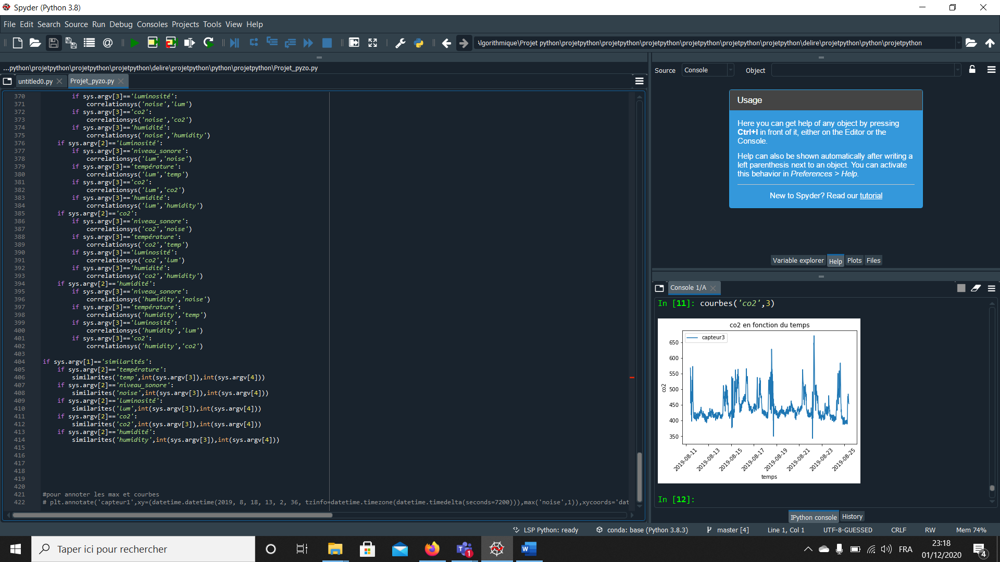 Spyder (Python 3.8)
File Edit Search Source Run Debug Consoles Projects Tools View Help
\lgorithmique\Projet python\projetpython\projetpython\projetpython\projetpython\projetpython\projetpython\delire\projetpython\python\projetpython
...python\projetpython\projetpython\projetpython\delire\projetpython\python\projetpython\Projet_pyzo.py
untitled0.py Projet_pyzo.py
370 if sys.argv[3]=='luminosité':
371 correlationsys('noise','lum')
372 if sys.argv[3]=='co2':
373 correlationsys('noise','co2')
374 if sys.argv[3]=='humidité':
375 correlationsys('noise','humidity')
376 if sys.argv[2]=='luminosité':
377 if sys.argv[3]=='niveau_sonore':
378 correlationsys('lum','noise')
379 if sys.argv[3]=='température':
380 correlationsys('lum','temp')
381 if sys.argv[3]=='co2':
382 correlationsys('lum','co2')
383 if sys.argv[3]=='humidité':
384 correlationsys('lum','humidity')
385 if sys.argv[2]=='co2':
386 if sys.argv[3]=='niveau_sonore':
387 correlationsys('co2','noise')
388 if sys.argv[3]=='température':
389 correlationsys('co2','temp')
390 if sys.argv[3]=='luminosité':
391 correlationsys('co2','lum')
392 if sys.argv[3]=='humidité':
393 correlationsys('co2','humidity')
394 if sys.argv[2]=='humidité':
395 if sys.argv[3]=='niveau_sonore':
396 correlationsys('humidity','noise')
397 if sys.argv[3]=='température':
398 correlationsys('humidity','temp')
399 if sys.argv[3]=='luminosité':
400 correlationsys('humidity','lum')
401 if sys.argv[3]=='co2':
402 correlationsys('humidity','co2')
403
404 if sys.argv[1]=='similarités':
405 if sys.argv[2]=='température':
406 similarites('temp',int(sys.argv[3]),int(sys.argv[4]))
407 if sys.argv[2]=='niveau_sonore':
408 similarites('noise',int(sys.argv[3]),int(sys.argv[4]))
409 if sys.argv[2]=='luminosité':
410 similarites('lum',int(sys.argv[3]),int(sys.argv[4]))
411 if sys.argv[2]=='co2':
412 similarites('co2',int(sys.argv[3]),int(sys.argv[4]))
413 if sys.argv[2]=='humidité':
414 similarites('humidity',int(sys.argv[3]),int(sys.argv[4]))
415
416
417
418
419
420
421 #pour annoter les max et courbes
422 # plt.annotate('capteur1',xy=(datetime.datetime(2019, 8, 18, 13, 2, 36, tzinfo=datetime.timezone(datetime.timedelta(seconds=7200))),max('noise',1)),xycoords='dat
Source Console Object
Usage
Here you can get help of any object by pressing
Ctrl+I in front of it, either on the Editor or the
Console.
Help can also be shown automatically after writing a
left parenthesis next to an object. You can activate
this behavior in Preferences > Help.
New to Spyder? Read our tutorial
Variable explorer Help Plots Files
Console 1/A
In [11]: courbes('co2',3)
co2 en fonction du temps
capteur3
650
600
550
500
450
400
350
co2
2019-08-11 2019-08-13 2019-08-15 2019-08-17 2019-08-19 2019-08-21 2019-08-23 2019-08-25
temps
In [12]:
IPython console History
LSP Python: ready conda: base (Python 3.8.3) master [4] Line 1, Col 1 UTF-8-GUESSED CRLF RW Mem 74%
Taper ici pour rechercher
1
FRA
23:18
01/12/2020
4